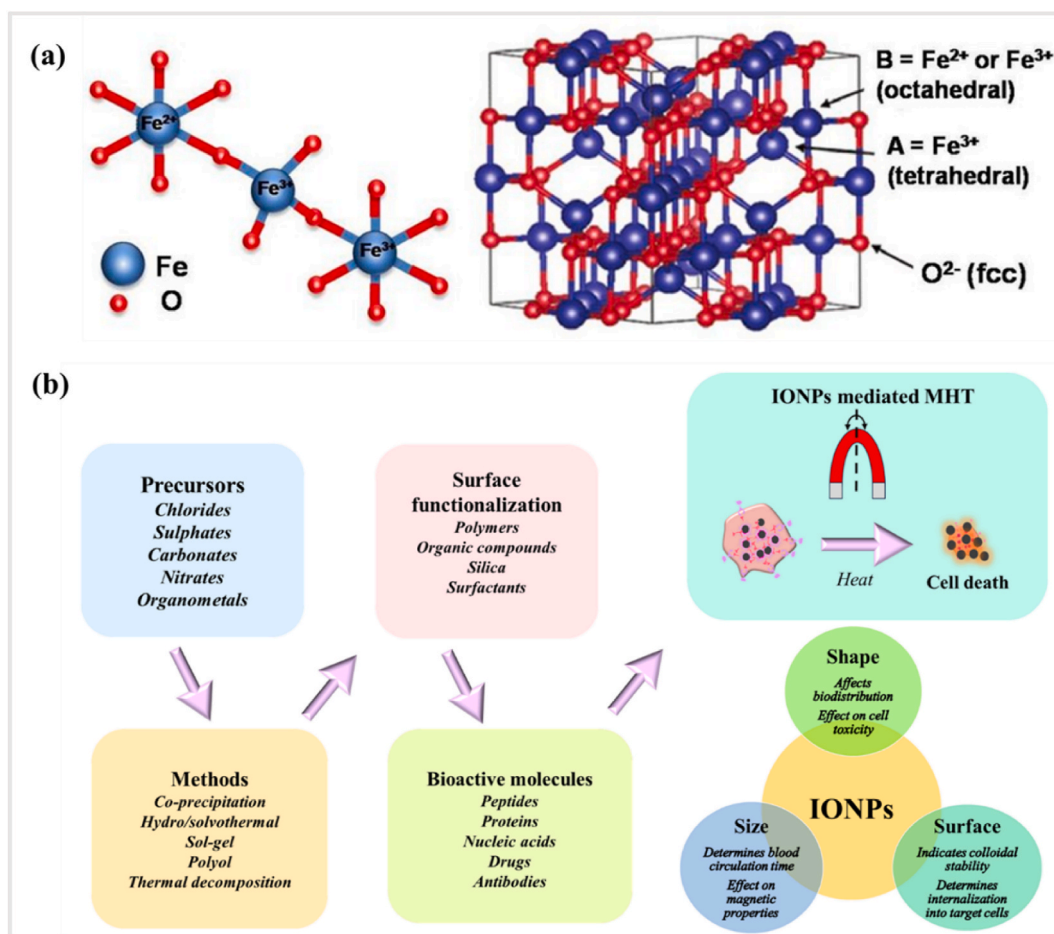 (a)
Fe2+
Fe3+
Fe3+
Fe
O
B = Fe2+ or Fe3+
(octahedral)
A = Fe3+
(tetrahedral)
O2- (fcc)
(b)
Precursors
Chlorides
Sulphates
Carbonates
Nitrates
Organometals
Methods
Co-precipitation
Hydro/solvothermal
Sol-gel
Polyol
Thermal decomposition
Surface
functionalization
Polymers
Organic compounds
Silica
Surfactants
Bioactive molecules
Peptides
Proteins
Nucleic acids
Drugs
Antibodies
IONPs mediated MHT
Heat
Cell death
Shape
Affects
biodistribution
Effect on cell
toxicity
IONPs
Size
Determines blood
circulation time
Effect on
magnetic
properties
Surface
Indicates colloidal
stability
Determines
internalization
into target cells